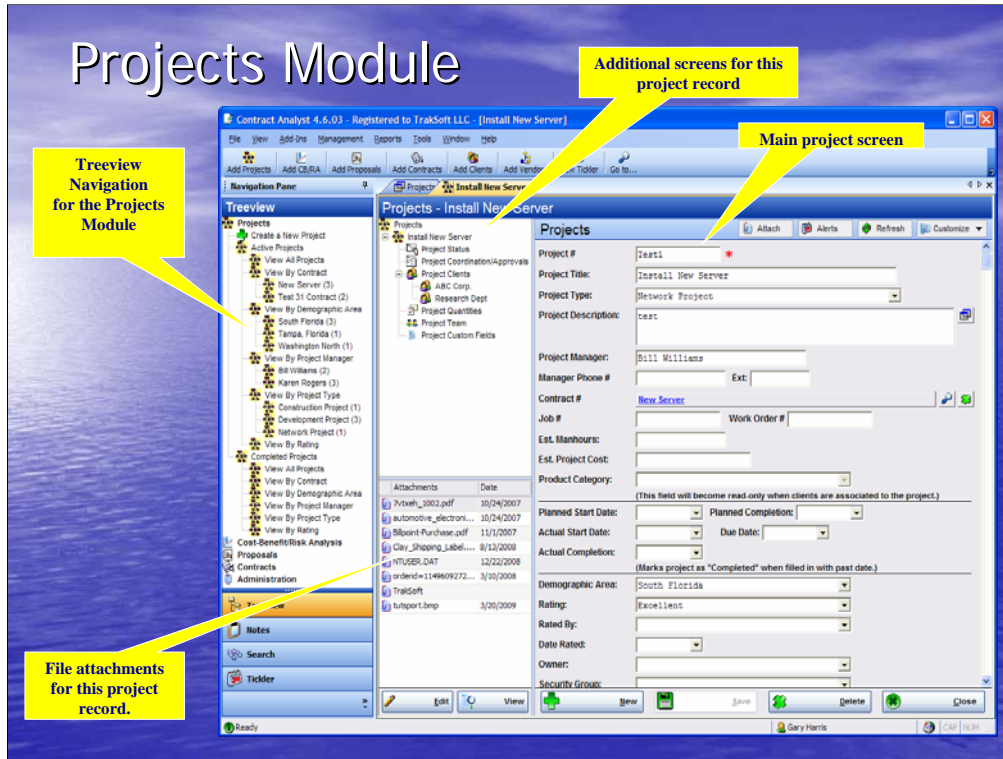 Projects Module
Additional screens for this
project record
Main project screen
Treeview
Navigation
for the Projects
Module
File attachments
for this project
record.
Contract Analyst 4.6.03 - Registered to TrakSoft LLC - [Install New Server]
File View Add-Ins Management Reports Tools Window Help
Add Projects Add CB/RA Add Proposals Add Contracts Add Clients Add Tickler Go to...
Navigation Pane
Treeview
Projects
Create a New Project
Active Projects
View All Projects
View By Contract
New Server (3)
Test 31 Contract (2)
View By Demographic Area
South Florida (3)
Tampa, Florida (1)
Washington North (1)
View By Project Manager
Bill Williams (2)
Karen Rogers (3)
View By Project Type
Construction Project (1)
Development Project (3)
Network Project (1)
View By Rating
Completed Projects
View All Projects
View By Contract
View By Demographic Area
View By Project Manager
View By Project Type
View By Rating
Cost-Benefit/Risk Analysis
Proposals
Contracts
Administration
Notes
Search
Tickler
Projects Install New Server
Projects - Install New Server
Projects
Install New Server
Project Status
Project Coordination/Approvals
Project Clients
ABC Corp.
Research Dept
Project Quantities
Project Team
Project Custom Fields
Attachments Date
7vtxeh_1002.pdf 10/24/2007
automotive_electroni... 10/24/2007
Billpoint-Purchase.pdf 11/1/2007
Clay_Shipping_Label.... 8/13/2008
NTUSER.DAT 12/22/2008
orderid=1149609272... 3/10/2008
TrakSoft
tutsport.bmp 3/20/2009
Edit View
Projects Attach Alerts Refresh Customize
Project # Test1 *
Project Title: Install New Server
Project Type: Network Project
Project Description: test
Project Manager: Bill Williams
Manager Phone # Ext:
Contract # New Server
Job # Work Order #
Est. Manhours:
Est. Project Cost:
Product Category:
(This field will become read-only when clients are associated to the project.)
Planned Start Date: Planned Completion:
Actual Start Date: Due Date:
Actual Completion:
(Marks project as "Completed" when filled in with past date.)
Demographic Area: South Florida
Rating: Excellent
Rated By:
Date Rated:
Owner:
Security Group:
New Save Delete Close
Ready Gary Harris CAP NUM